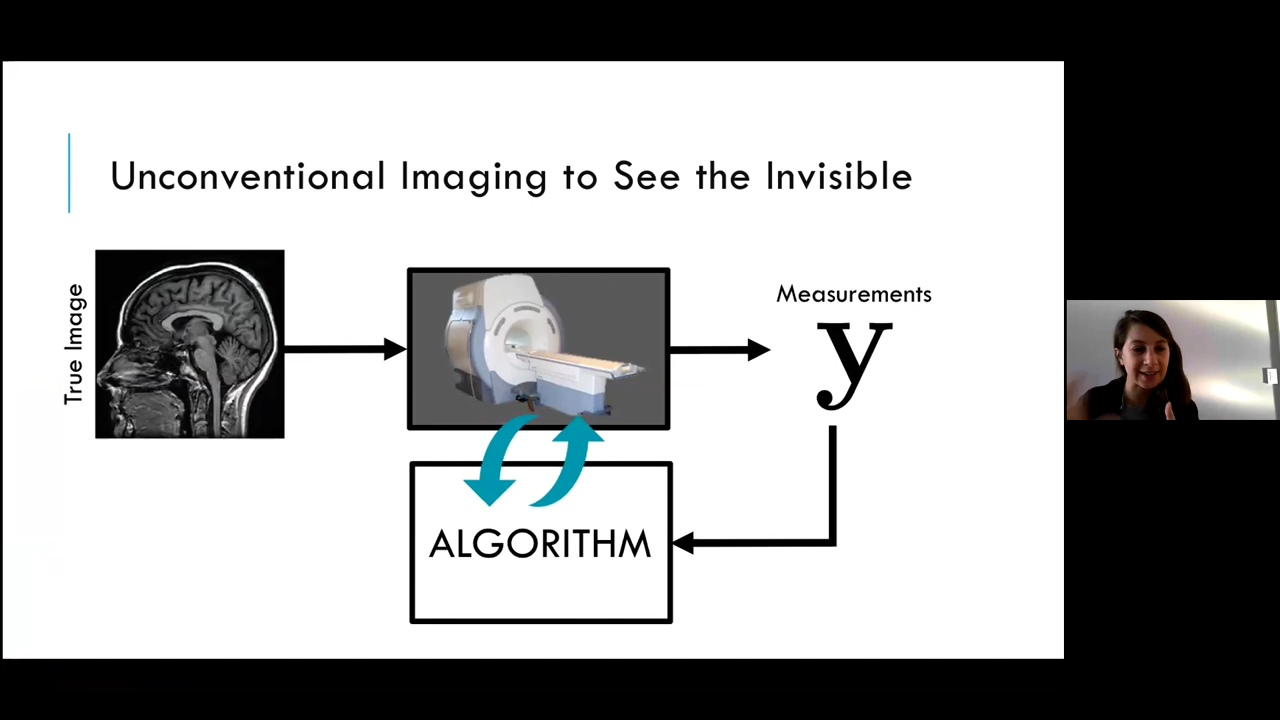 Unconventional Imaging to See the Invisible
True Image
Measurements
y
ALGORITHM